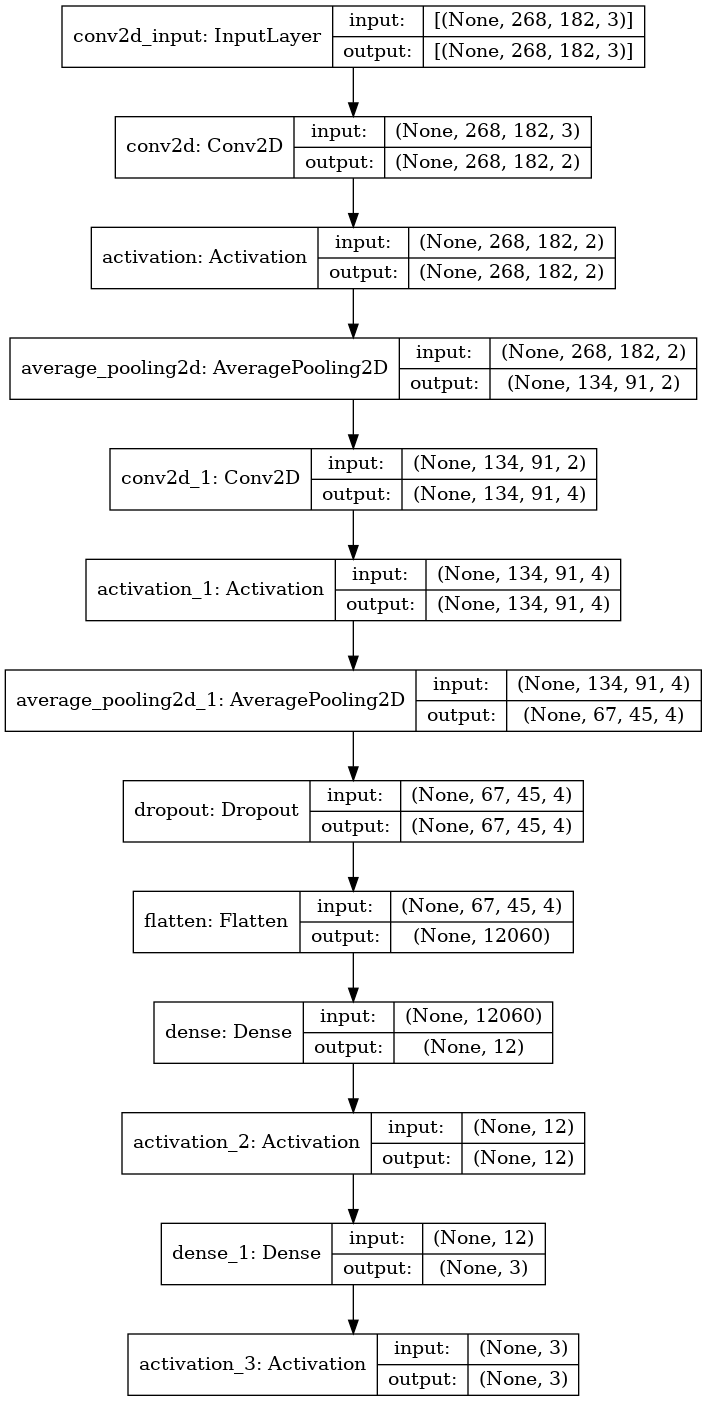 conv2d_input: InputLayer
input:
[(None, 268, 182, 3)]
output:
[(None, 268, 182, 3)]
conv2d: Conv2D
input:
(None, 268, 182, 3)
output:
(None, 268, 182, 2)
activation: Activation
input:
(None, 268, 182, 2)
output:
(None, 268, 182, 2)
average_pooling2d: AveragePooling2D
input:
(None, 268, 182, 2)
output:
(None, 134, 91, 2)
conv2d_1: Conv2D
input:
(None, 134, 91, 2)
output:
(None, 134, 91, 4)
activation_1: Activation
input:
(None, 134, 91, 4)
output:
(None, 134, 91, 4)
average_pooling2d_1: AveragePooling2D
input:
(None, 134, 91, 4)
output:
(None, 67, 45, 4)
dropout: Dropout
input:
(None, 67, 45, 4)
output:
(None, 67, 45, 4)
flatten: Flatten
input:
(None, 67, 45, 4)
output:
(None, 12060)
dense: Dense
input:
(None, 12060)
output:
(None, 12)
activation_2: Activation
input:
(None, 12)
output:
(None, 12)
dense_1: Dense
input:
(None, 12)
output:
(None, 3)
activation_3: Activation
input:
(None, 3)
output:
(None, 3)